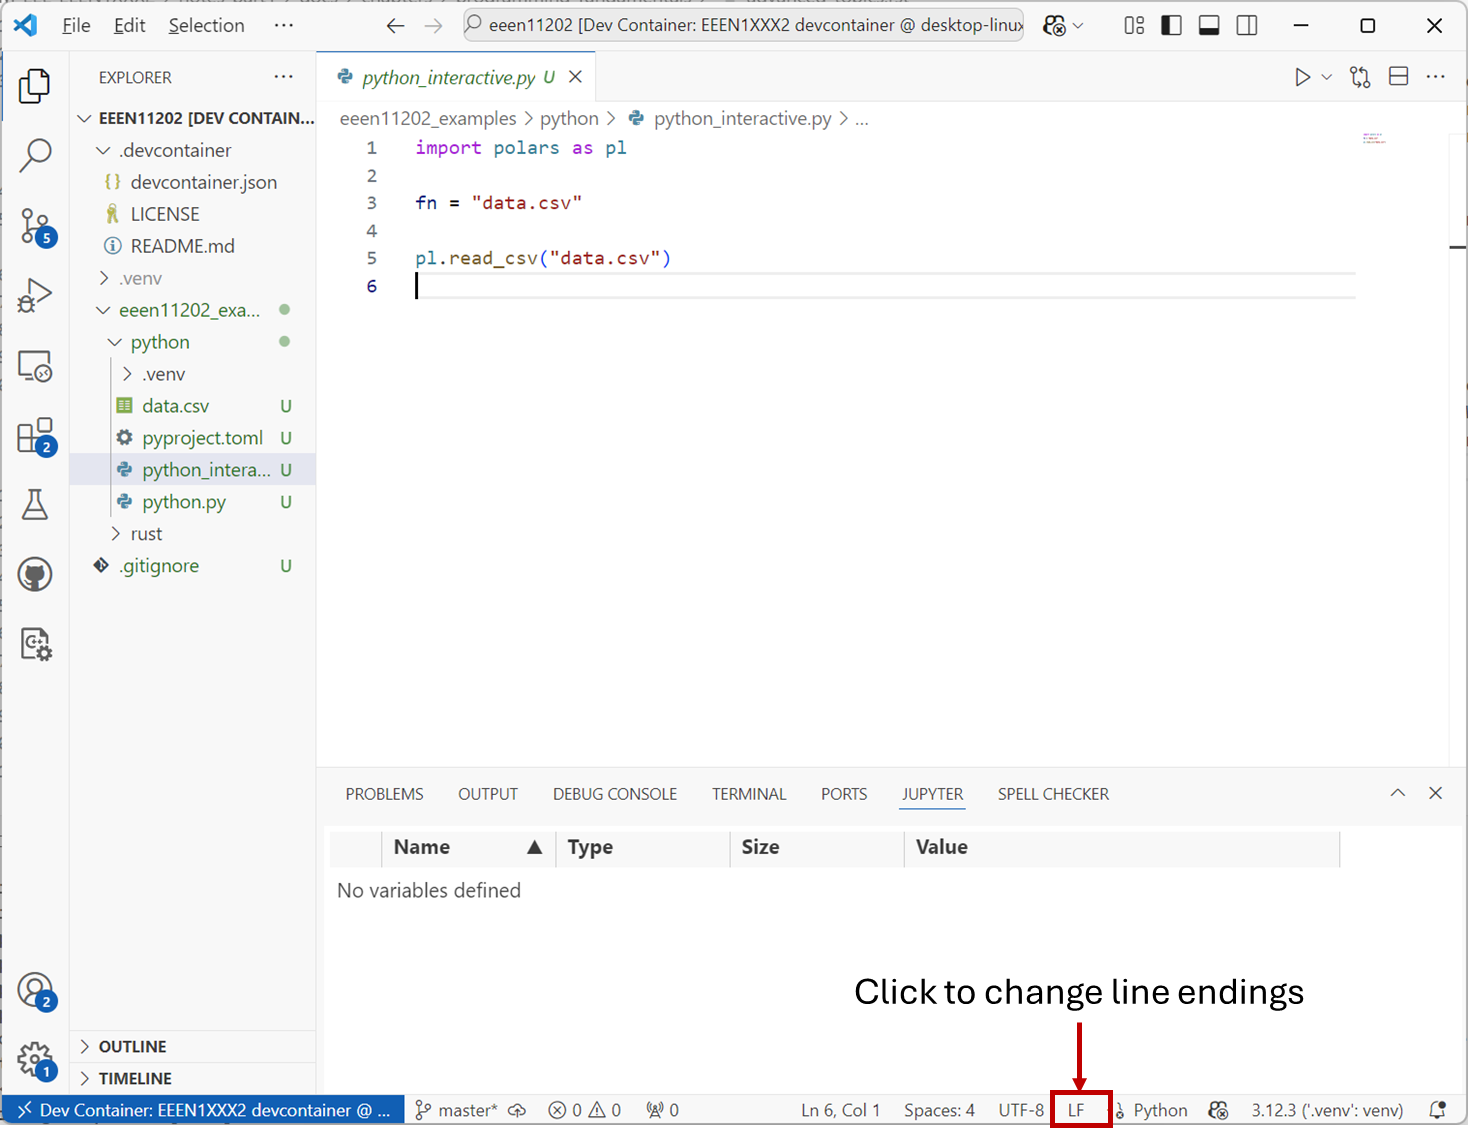 File Edit Selection ···
eeen11202 [Dev Container: EEEN1XXX2 devcontainer @ desktop-linux
EXPLORER ···
EEEN11202 [DEV CONTAIN...
.devcontainer
{} devcontainer.json
LICENSE
README.md
.venv
eeen11202_exa...
python
.venv
data.csv U
pyproject.toml U
python_intera... U
python.py U
rust
.gitignore U
OUTLINE
TIMELINE
5
2
2
1
python_interactive.py U
eeen11202_examples > python > python_interactive.py > ...
1 import polars as pl
2
3 fn = "data.csv"
4
5 pl.read_csv("data.csv")
6
PROBLEMS OUTPUT DEBUG CONSOLE TERMINAL PORTS JUPYTER SPELL CHECKER
Name Type Size Value
No variables defined
Click to change line endings
Dev Container: EEEN1XXX2 devcontainer @ ... master* 0 0 0 Ln 6, Col 1 Spaces: 4 UTF-8 LF Python 3.12.3 ('.venv': venv)